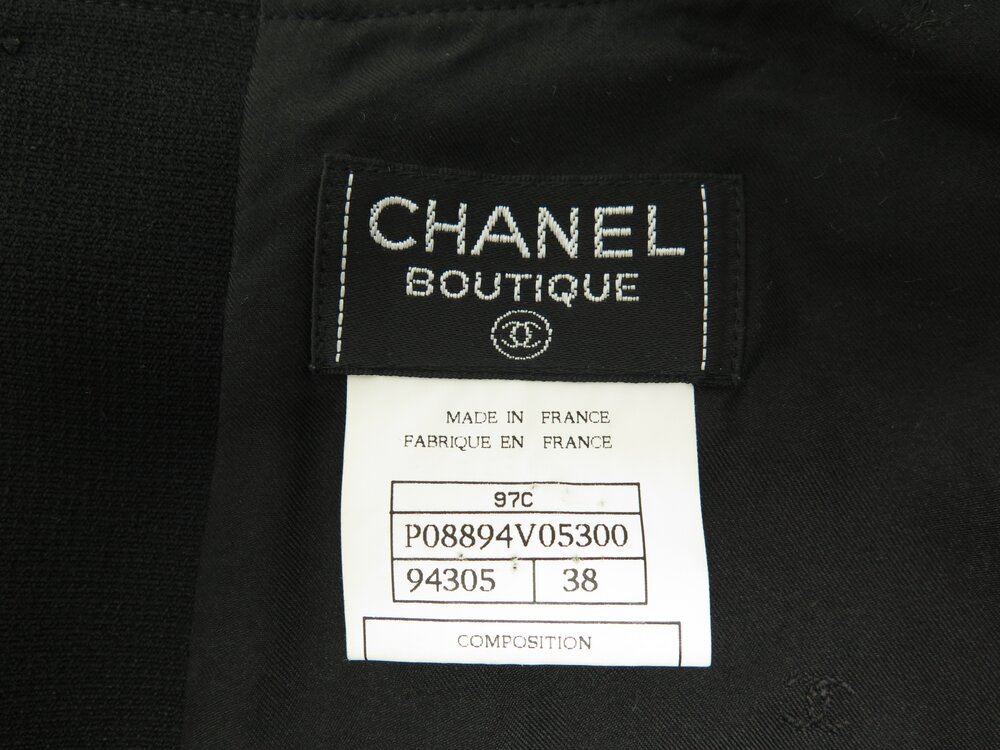 CHANEL
BOUTIQUE
MADE IN FRANCE
FABRIQUE EN FRANCE
97C
P08894V05300
94305 38
COMPOSITION